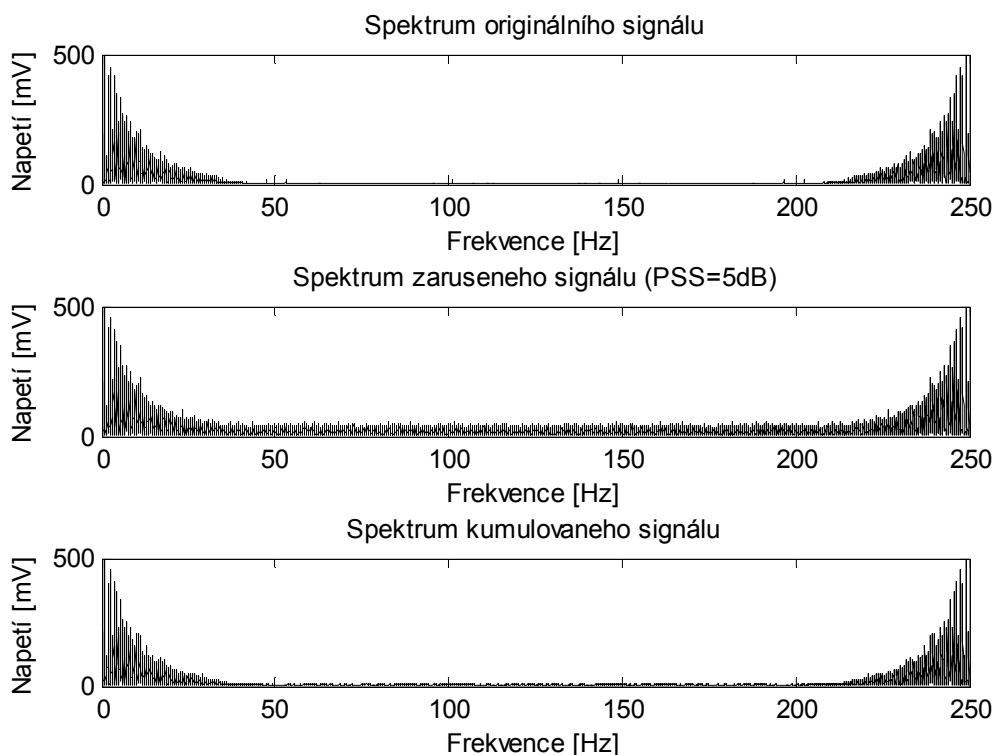 Spektrum originálního signálu
500
0
Napetí [mV]
0 50 100 150 200 250
Frekvence [Hz]
Spektrum zaruseneho signálu (PSS=5dB)
500
0
Napetí [mV]
0 50 100 150 200 250
Frekvence [Hz]
Spektrum kumulovaneho signálu
500
0
Napetí [mV]
0 50 100 150 200 250
Frekvence [Hz]